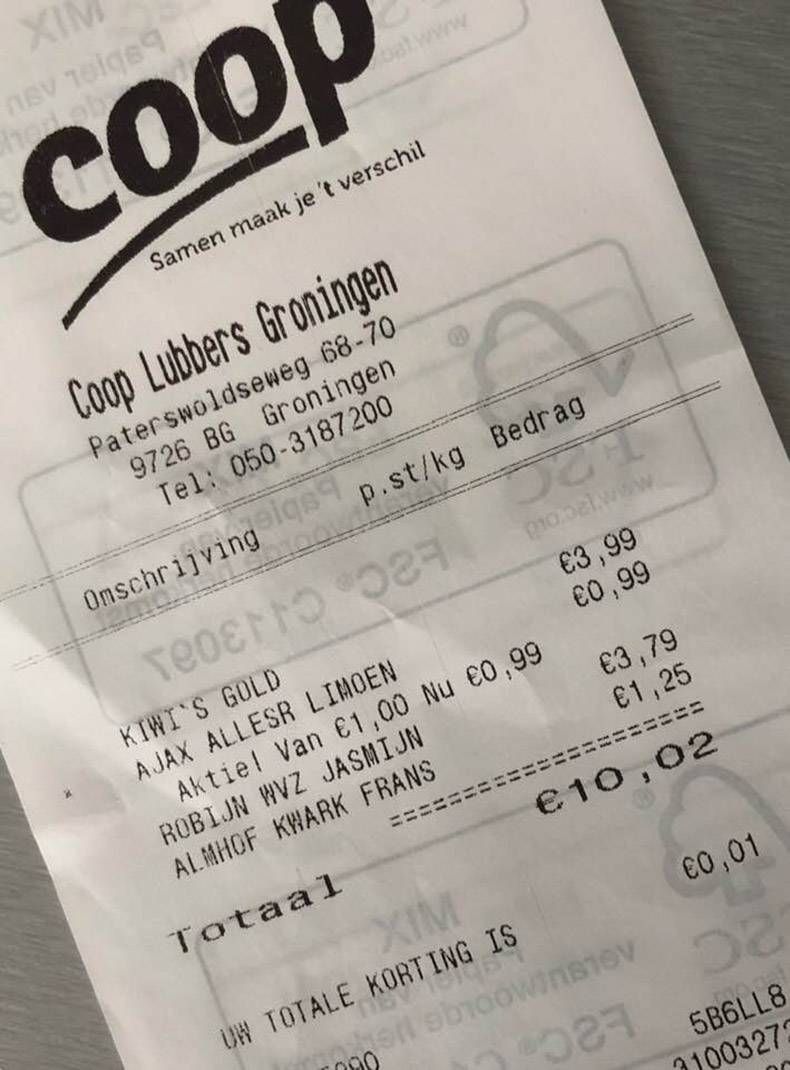 coop
Samen maak je 't verschil
Coop Lubbers Groningen
Paterswoldseweg 68-70
9726 BG Groningen
Tel: 050-3187200
Omschrijving p.st/kg Bedrag
KIWI`S GOLD €3,99
AJAX ALLESR LIMOEN €0,99
Aktie! Van €1,00 Nu €0,99
ROBIJN WVZ JASMIJN €3,79
ALMHOF KWARK FRANS €1,25
=======================
Totaal €10,02
UW TOTALE KORTING IS €0,01
5B6LL8
31003272